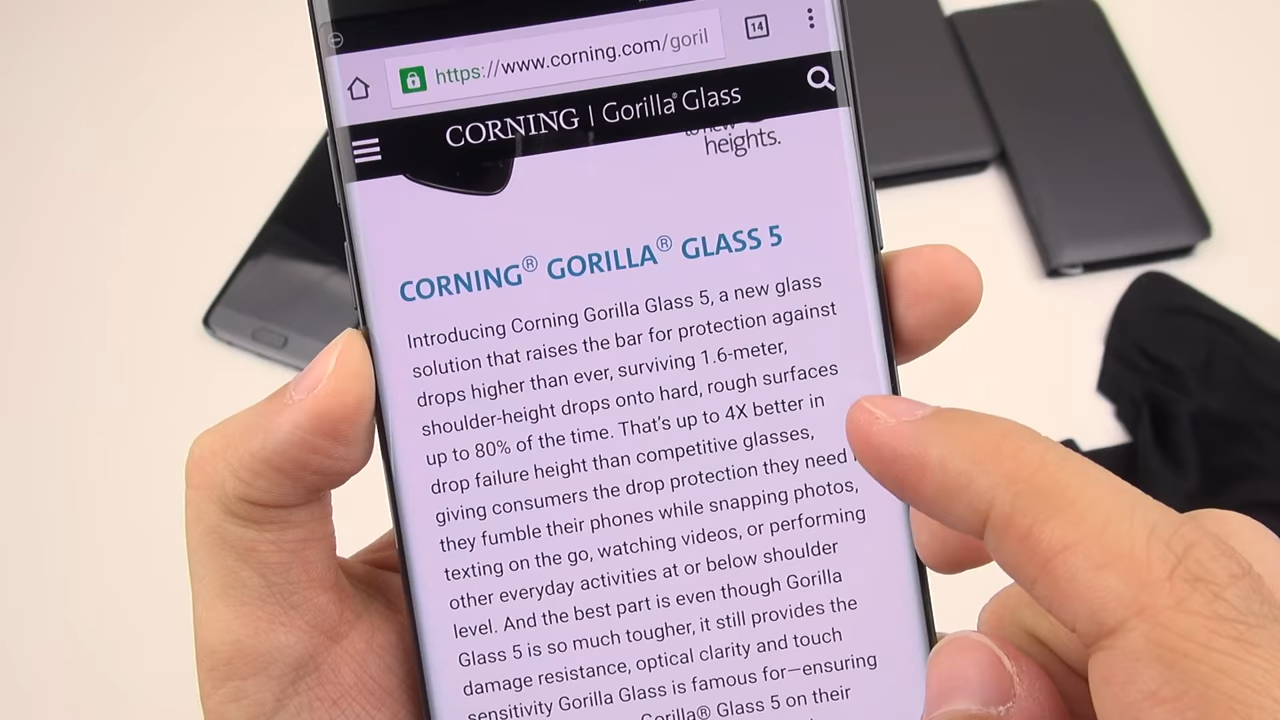 https://www.corning.com/goril
14
CORNING | Gorilla® Glass
to new
heights.
CORNING® GORILLA® GLASS 5
Introducing Corning Gorilla Glass 5, a new glass
solution that raises the bar for protection against
drops higher than ever, surviving 1.6-meter,
shoulder-height drops onto hard, rough surfaces
up to 80% of the time. That's up to 4X better in
drop failure height than competitive glasses,
giving consumers the drop protection they need
they fumble their phones while snapping photos,
texting on the go, watching videos, or performing
other everyday activities at or below shoulder
level. And the best part is even though Gorilla
Glass 5 is so much tougher, it still provides the
damage resistance, optical clarity and touch
sensitivity Gorilla Glass is famous for—ensuring
Gorilla® Glass 5 on their